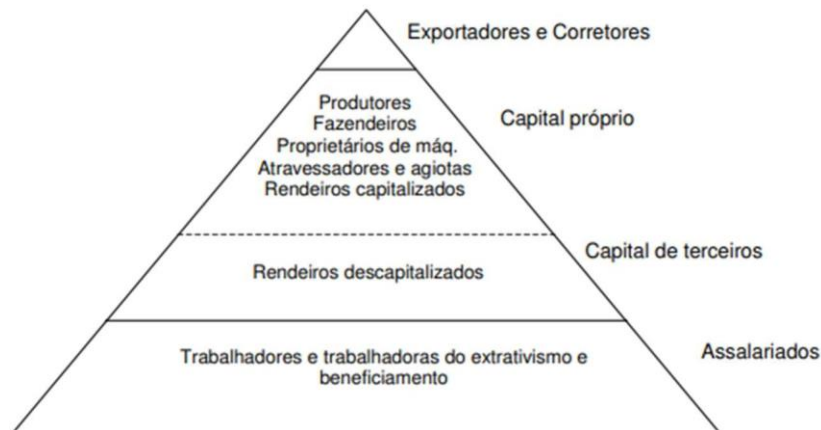 Exportadores e Corretores
Produtores
Fazendeiros
Proprietários de máq.
Atravessadores e agiotas
Rendeiros capitalizados
Capital próprio
Capital de terceiros
Rendeiros descapitalizados
Trabalhadores e trabalhadoras do extrativismo e
beneficiamento
Assalariados